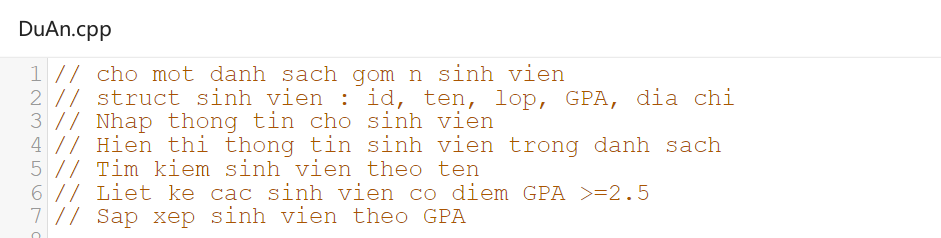 DuAn.cpp
1 // cho mot danh sach gom n sinh vien
2 // struct sinh vien : id, ten, lop, GPA, dia chi
3 // Nhap thong tin cho sinh vien
4 // Hien thi thong tin sinh vien trong danh sach
5 // Tim kiem sinh vien theo ten
6 // Liet ke cac sinh vien co diem GPA >=2.5
7 // Sap xep sinh vien theo GPA